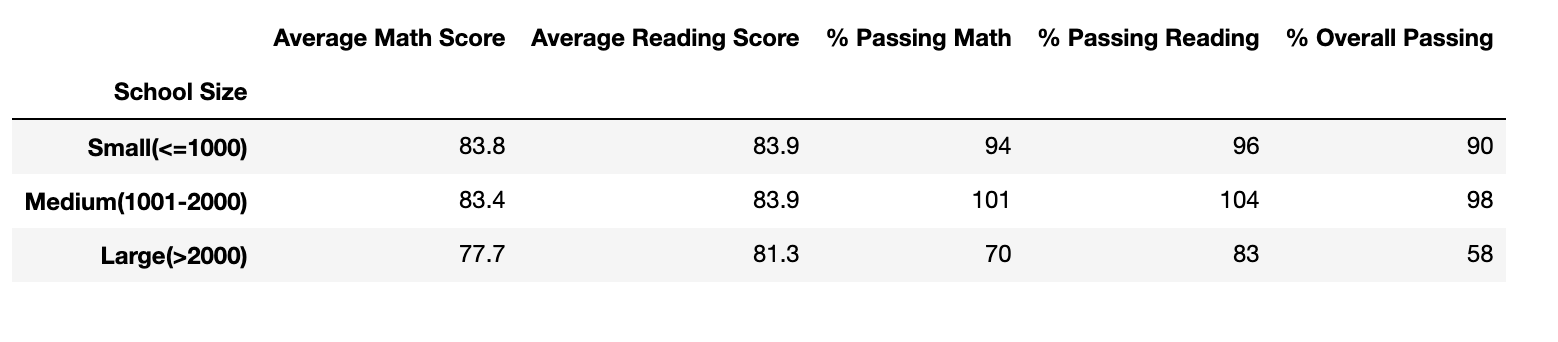 Average Math Score Average Reading Score % Passing Math % Passing Reading % Overall Passing
School Size
Small(<=1000) 83.8 83.9 94 96 90
Medium(1001-2000) 83.4 83.9 101 104 98
Large(>2000) 77.7 81.3 70 83 58